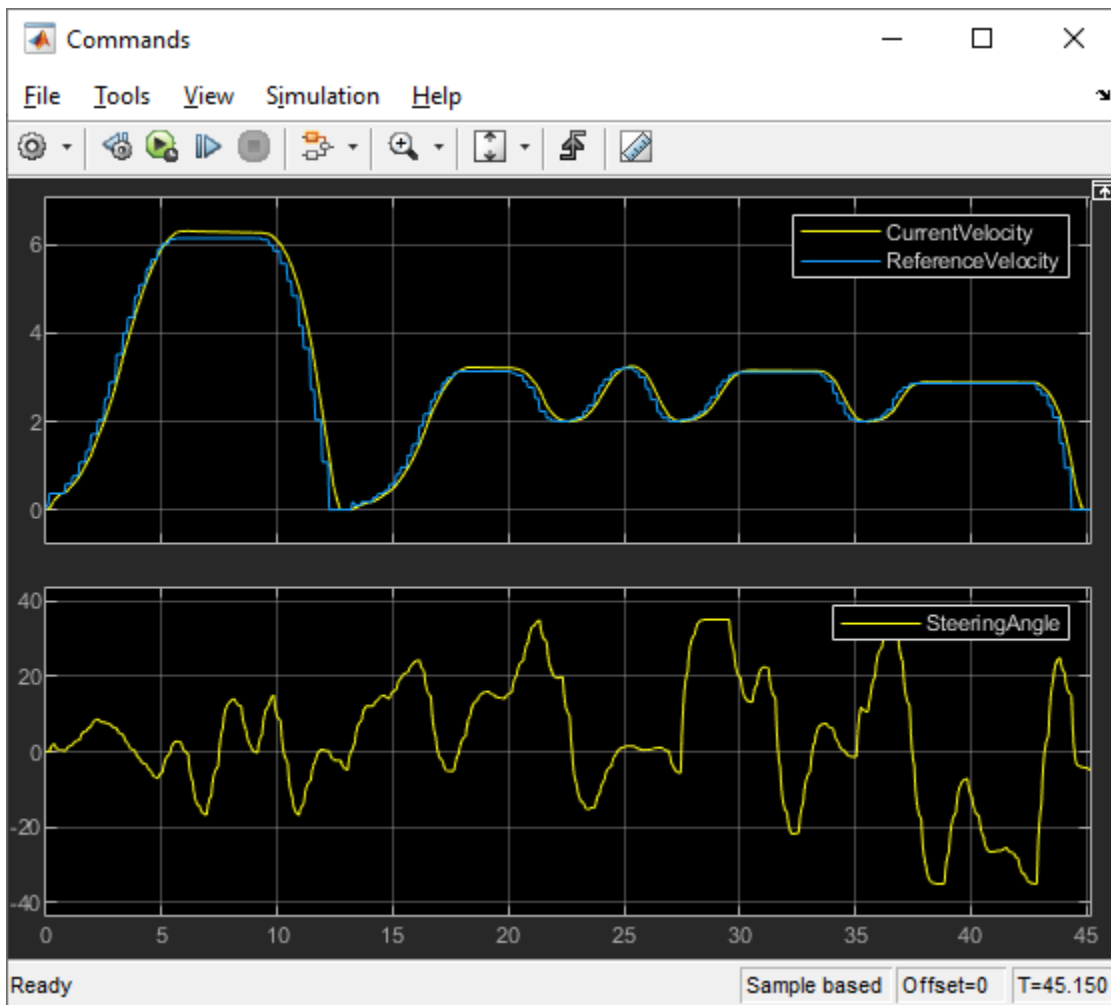 Commands
File Tools View Simulation Help
CurrentVelocity
ReferenceVelocity
6
4
2
0
SteeringAngle
40
20
0
-20
-40
0 5 10 15 20 25 30 35 40 45
Ready Sample based Offset=0 T=45.150